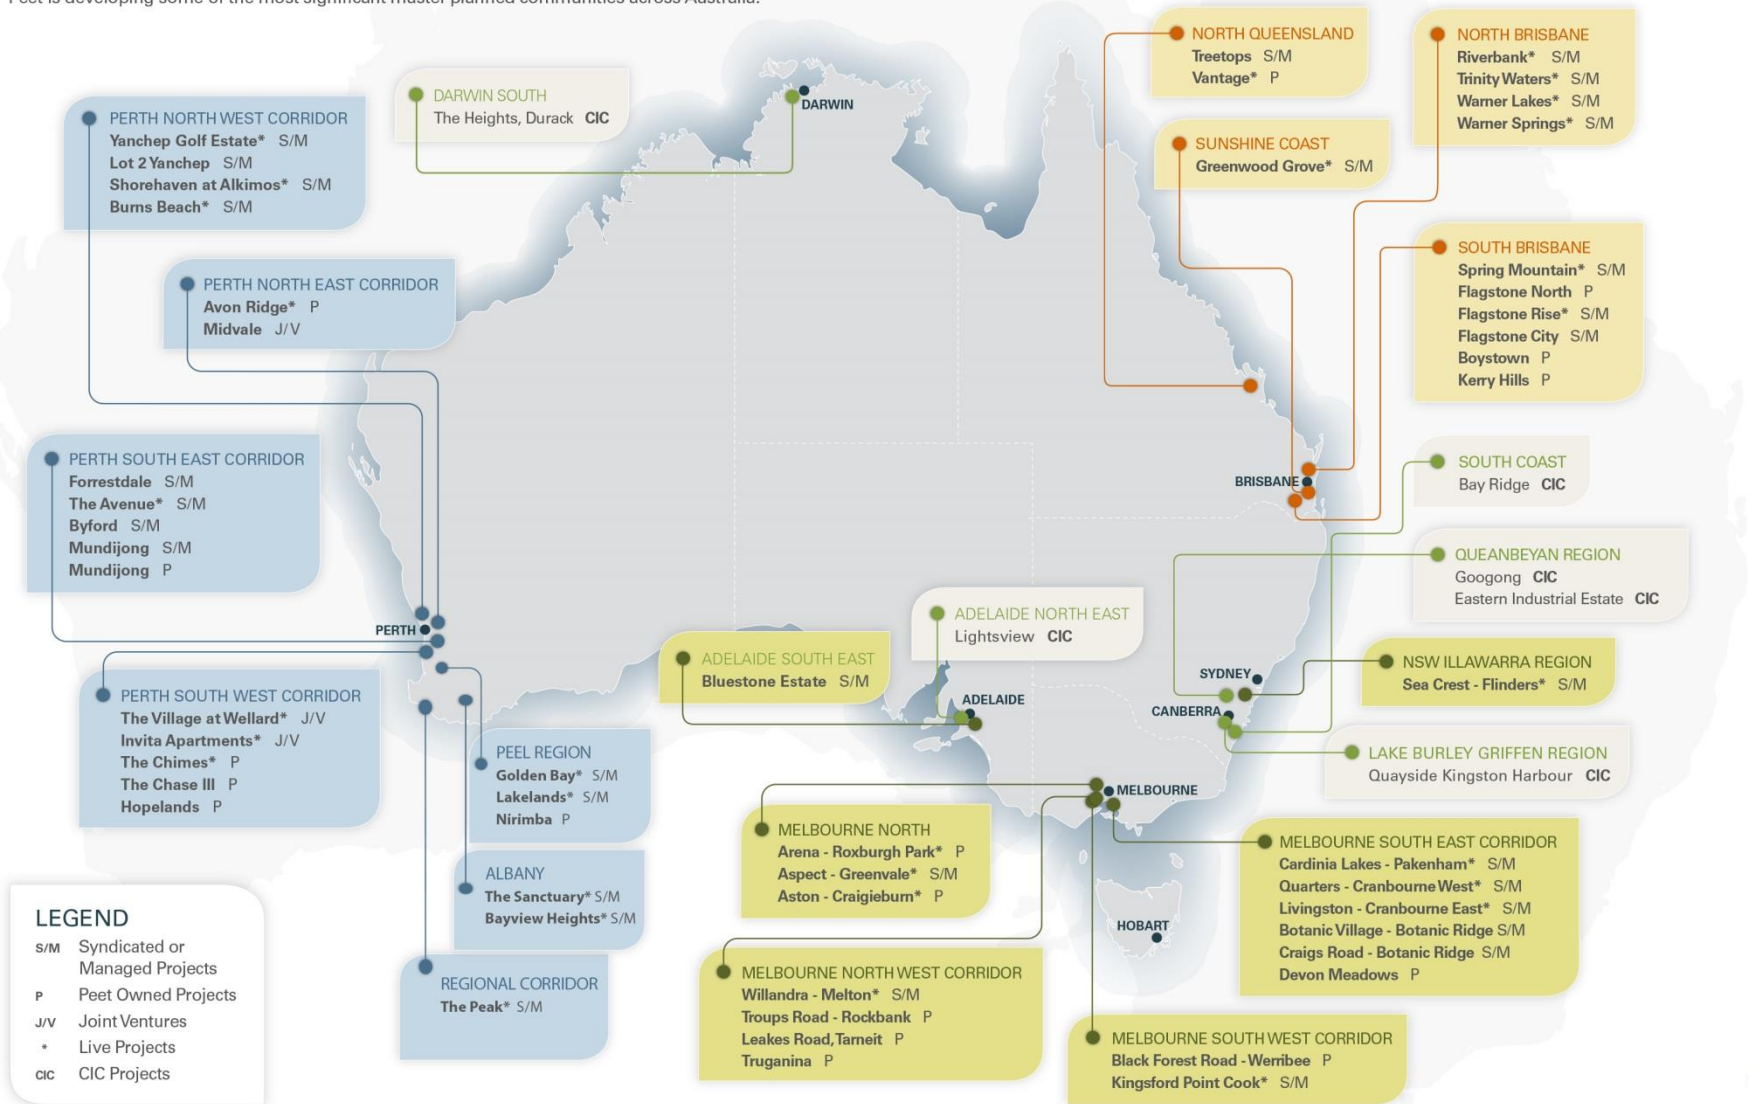 Peet is developing some of the most significant master planned communities across Australia.
NORTH QUEENSLAND
Treetops S/M
Vantage* P
NORTH BRISBANE
Riverbank* S/M
Trinity Waters* S/M
Warner Lakes* S/M
Warner Springs* S/M
DARWIN SOUTH
The Heights, Durack CIC
DARWIN
PERTH NORTH WEST CORRIDOR
Yanchep Golf Estate* S/M
Lot 2 Yanchep S/M
Shorehaven at Alkimos* S/M
Burns Beach* S/M
SUNSHINE COAST
Greenwood Grove* S/M
SOUTH BRISBANE
Spring Mountain* S/M
Flagstone North P
Flagstone Rise* S/M
Flagstone City S/M
Boystown P
Kerry Hills P
PERTH NORTH EAST CORRIDOR
Avon Ridge* P
Midvale J/V
PERTH SOUTH EAST CORRIDOR
Forrestdale S/M
The Avenue* S/M
Byford S/M
Mundijong S/M
Mundijong P
BRISBANE
SOUTH COAST
Bay Ridge CIC
QUEANBEYAN REGION
Googong CIC
Eastern Industrial Estate CIC
ADELAIDE NORTH EAST
Lightsview CIC
PERTH
ADELAIDE SOUTH EAST
Bluestone Estate S/M
SYDNEY
NSW ILLAWARRA REGION
Sea Crest - Flinders* S/M
ADELAIDE
CANBERRA
PERTH SOUTH WEST CORRIDOR
The Village at Wellard* J/V
Invita Apartments* J/V
The Chimes* P
The Chase III P
Hopelands P
PEEL REGION
Golden Bay* S/M
Lakelands* S/M
Nirimba P
LAKE BURLEY GRIFFEN REGION
Quayside Kingston Harbour CIC
MELBOURNE
MELBOURNE NORTH
Arena - Roxburgh Park* P
Aspect - Greenvale* S/M
Aston - Craigieburn* P
MELBOURNE SOUTH EAST CORRIDOR
Cardinia Lakes - Pakenham* S/M
Quarters - Cranbourne West* S/M
Livingston - Cranbourne East* S/M
Botanic Village - Botanic Ridge S/M
Craigs Road - Botanic Ridge S/M
Devon Meadows P
ALBANY
The Sanctuary* S/M
Bayview Heights* S/M
HOBART
LEGEND
S/M Syndicated or
Managed Projects
P Peet Owned Projects
J/V Joint Ventures
* Live Projects
CIC CIC Projects
REGIONAL CORRIDOR
The Peak* S/M
MELBOURNE NORTH WEST CORRIDOR
Willandra - Melton* S/M
Troups Road - Rockbank P
Leakes Road, Tarneit P
Truganina P
MELBOURNE SOUTH WEST CORRIDOR
Black Forest Road - Werribee P
Kingsford Point Cook* S/M